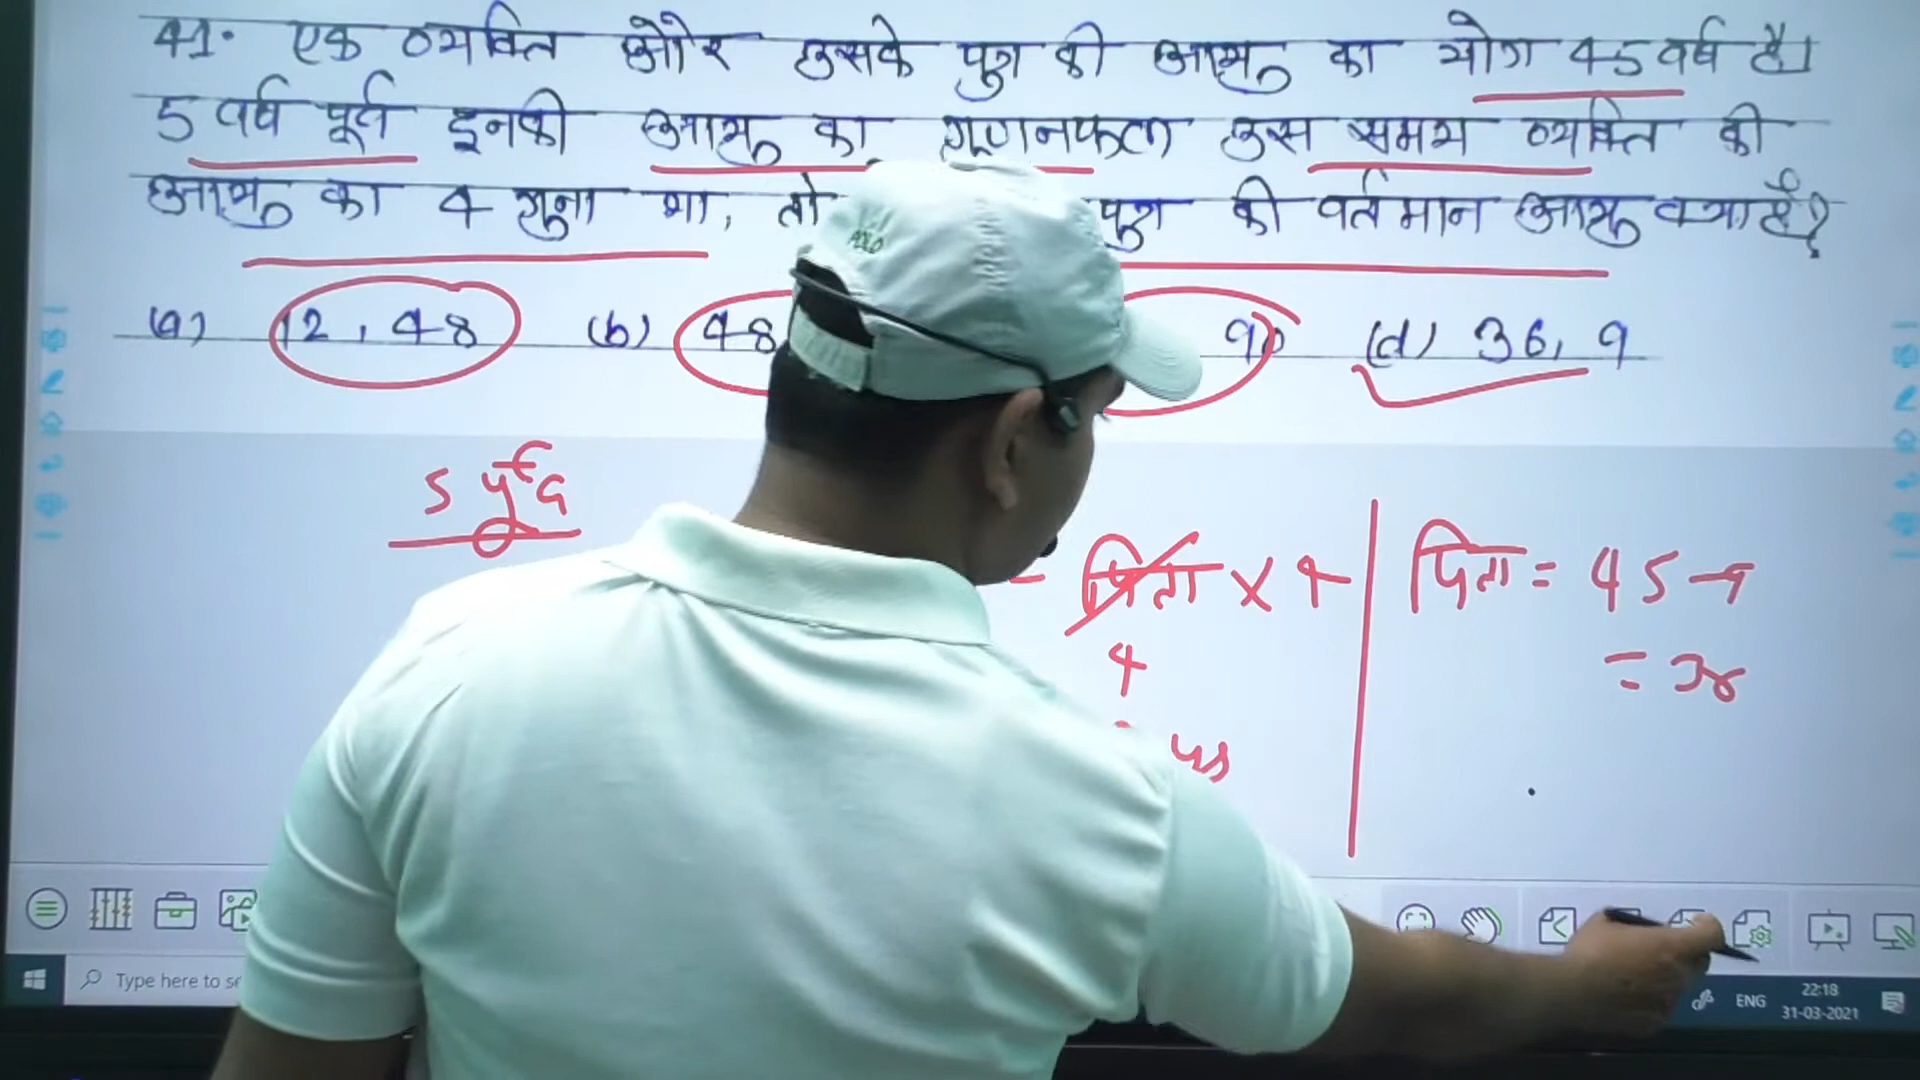 41. एक व्यक्ति और उसके पुत्र की आयु का योग 45 वर्ष है।
5 वर्ष पूर्व इनकी आयु का गुणनफल उस समय व्यक्ति की
आयु का 4 गुना था, तो पुत्र की वर्तमान आयु क्या है?
(a) 12, 48 (b) 48 (d) 36, 9
5 पूर्व
पिता × 4
4
पिता = 45 - 9
= 36
POLO
Type here to se
ENG
22:18
31-03-2021